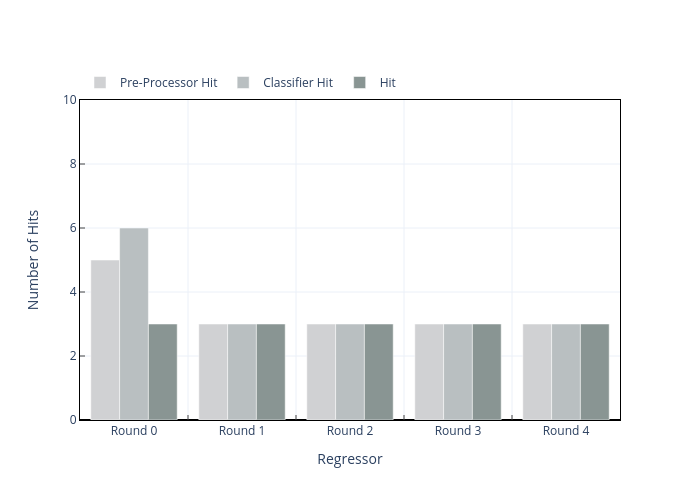 Pre-Processor Hit Classifier Hit Hit
10
8
6
4
2
0
Number of Hits
Round 0 Round 1 Round 2 Round 3 Round 4
Regressor